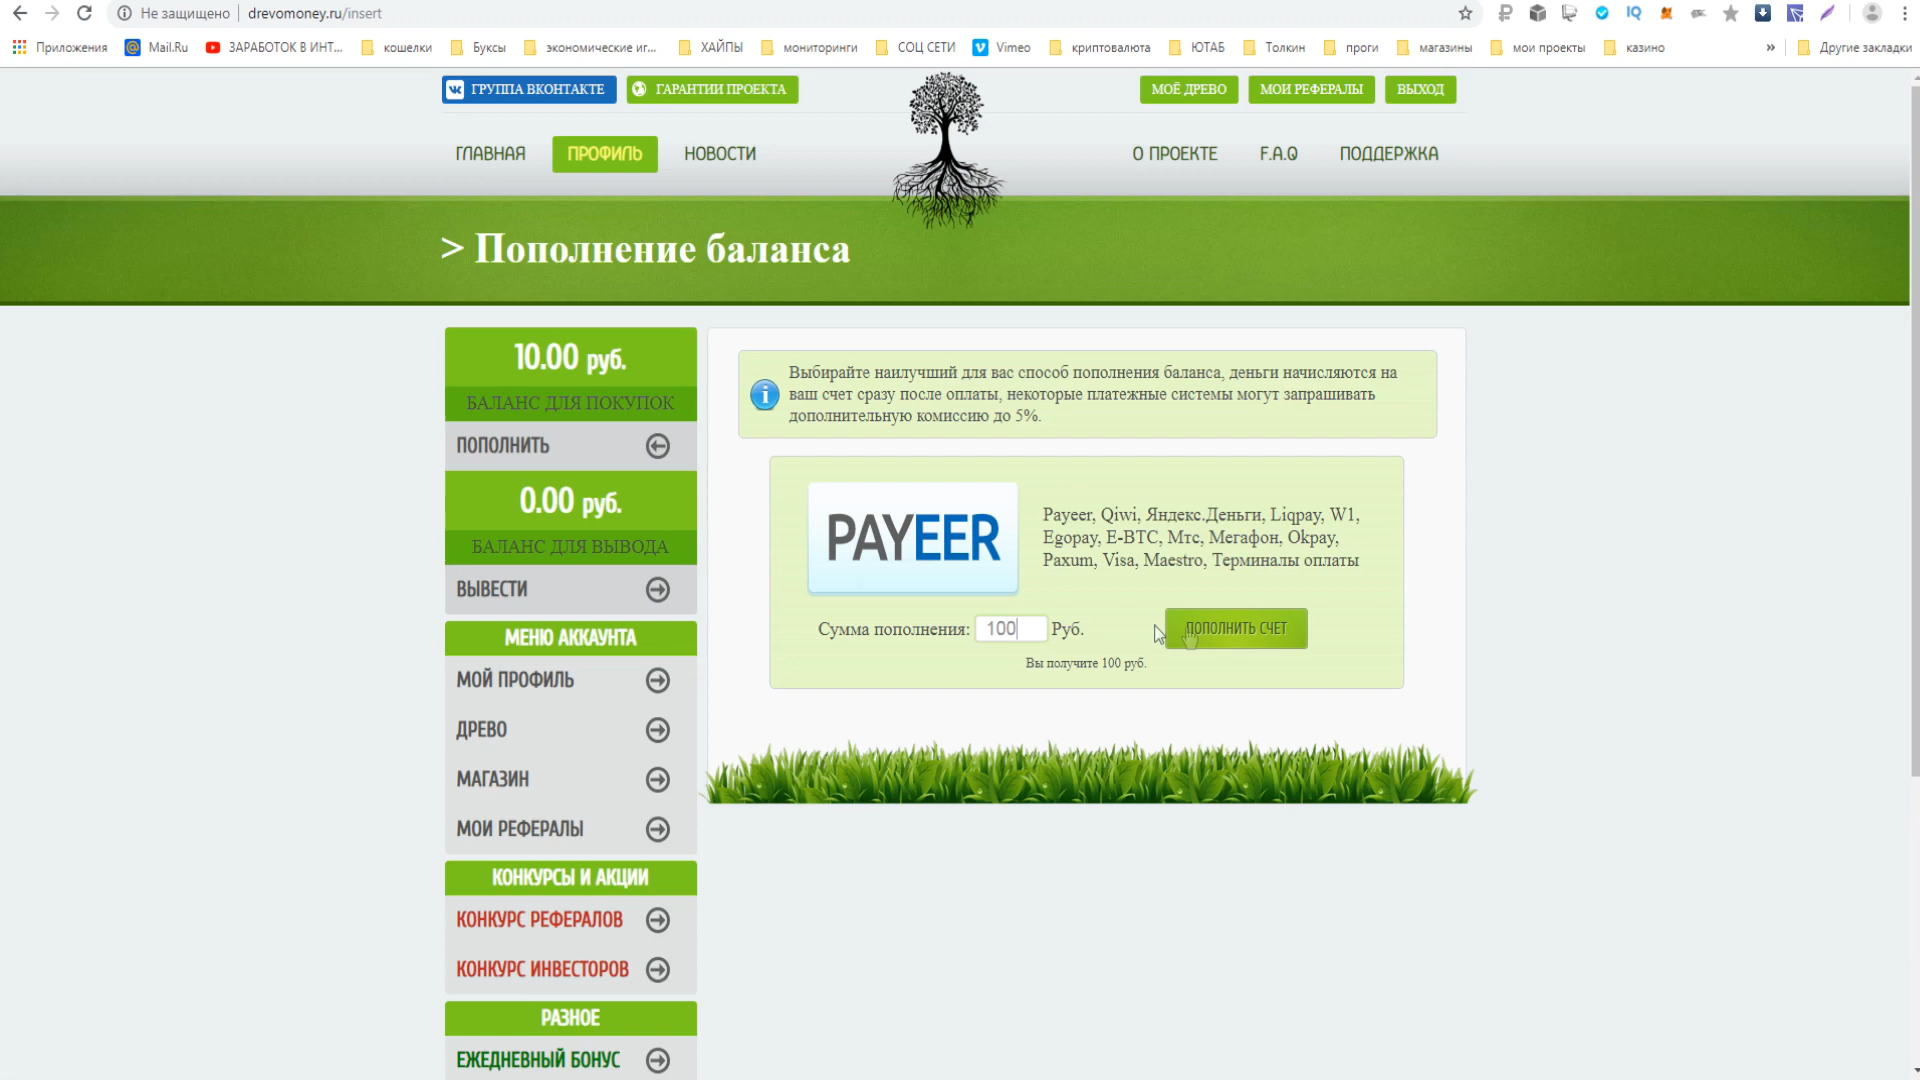 Не защищено drevomoney.ru/insert
IQ
Приложения Mail.Ru ЗАРАБОТОК В ИНТ... кошелки Буксы экономические иг... ХАЙПЫ мониторинги СОЦ СЕТИ Vimeo криптовалюта ЮТАБ Толкин проги магазины мои проекты казино » Другие закладки
ГРУППА ВКОНТАКТЕ ГАРАНТИИ ПРОЕКТА МОЁ ДРЕВО МОИ РЕФЕРАЛЫ ВЫХОД
ГЛАВНАЯ ПРОФИЛЬ НОВОСТИ О ПРОЕКТЕ F.A.Q ПОДДЕРЖКА
> Пополнение баланса
10.00 руб.
БАЛАНС ДЛЯ ПОКУПОК
ПОПОЛНИТЬ
0.00 руб.
БАЛАНС ДЛЯ ВЫВОДА
ВЫВЕСТИ
МЕНЮ АККАУНТА
МОЙ ПРОФИЛЬ
ДРЕВО
МАГАЗИН
МОИ РЕФЕРАЛЫ
КОНКУРСЫ И АКЦИИ
КОНКУРС РЕФЕРАЛОВ
КОНКУРС ИНВЕСТОРОВ
РАЗНОЕ
ЕЖЕДНЕВНЫЙ БОНУС
Выбирайте наилучший для вас способ пополнения баланса, деньги начисляются на
ваш счет сразу после оплаты, некоторые платежные системы могут запрашивать
дополнительную комиссию до 5%.
PAYEER
Payeer, Qiwi, Яндекс.Деньги, Liqpay, W1,
Egopay, E-BTC, Мтс, Мегафон, Okpay,
Paxum, Visa, Maestro, Терминалы оплаты
Сумма пополнения: 100 Руб. ПОПОЛНИТЬ СЧЕТ
Вы получите 100 руб.